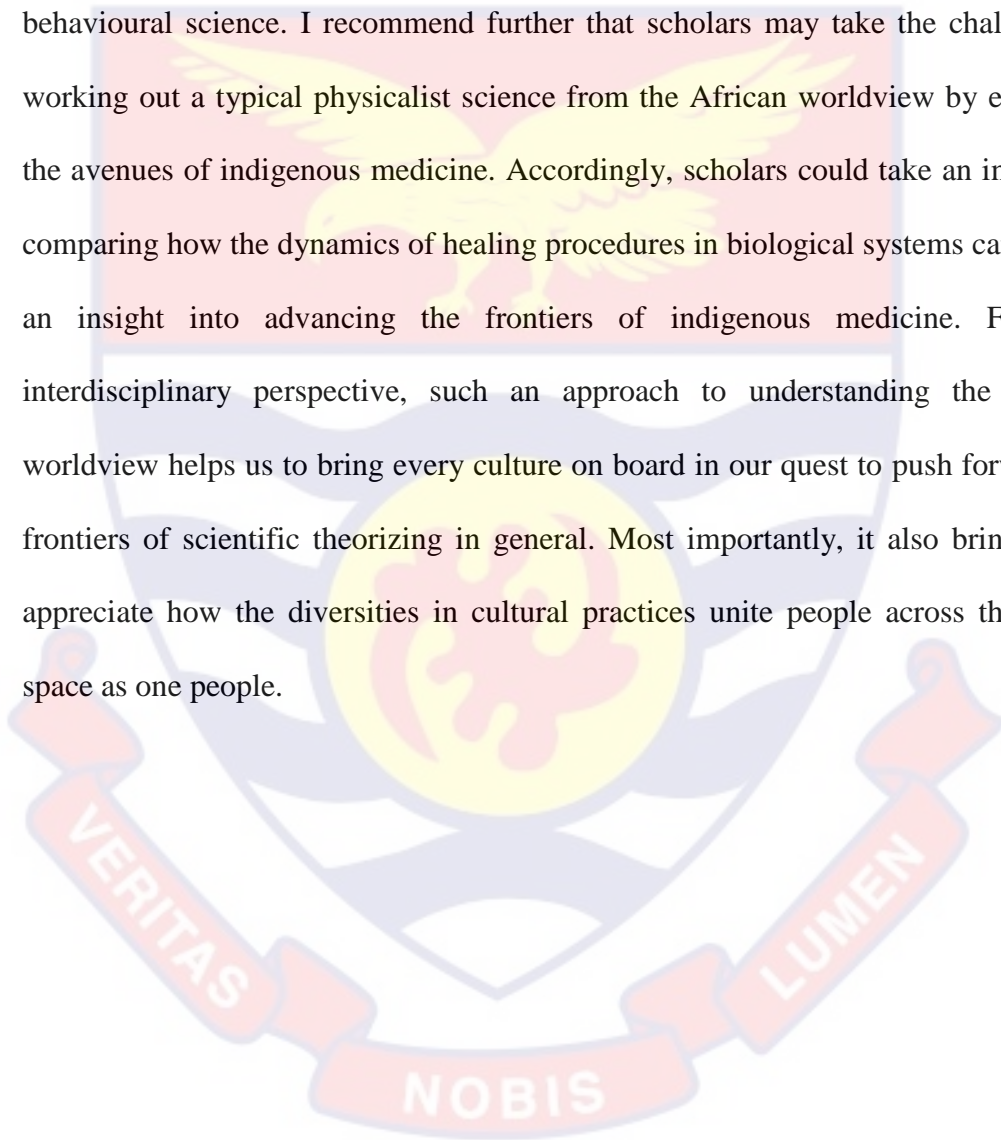 behavioural science. I recommend further that scholars may take the chal
working out a typical physicalist science from the African worldview by e
the avenues of indigenous medicine. Accordingly, scholars could take an in
comparing how the dynamics of healing procedures in biological systems ca
an insight into advancing the frontiers of indigenous medicine. F
interdisciplinary perspective, such an approach to understanding the
worldview helps us to bring every culture on board in our quest to push for
frontiers of scientific theorizing in general. Most importantly, it also brin
appreciate how the diversities in cultural practices unite people across th
space as one people.
VERITAS
NOBIS
LUMEN